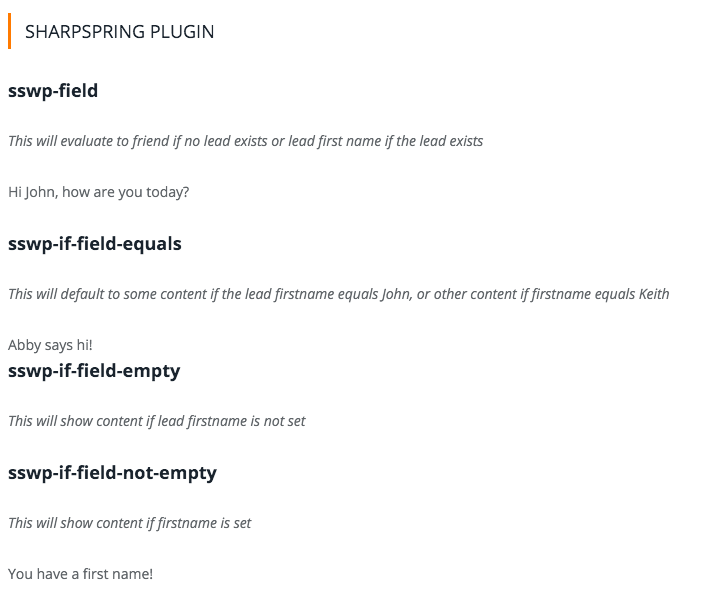 SHARPSPRING PLUGIN
sswp-field
This will evaluate to friend if no lead exists or lead first name if the lead exists
Hi John, how are you today?
sswp-if-field-equals
This will default to some content if the lead firstname equals John, or other content if firstname equals Keith
Abby says hi!
sswp-if-field-empty
This will show content if lead firstname is not set
sswp-if-field-not-empty
This will show content if firstname is set
You have a first name!